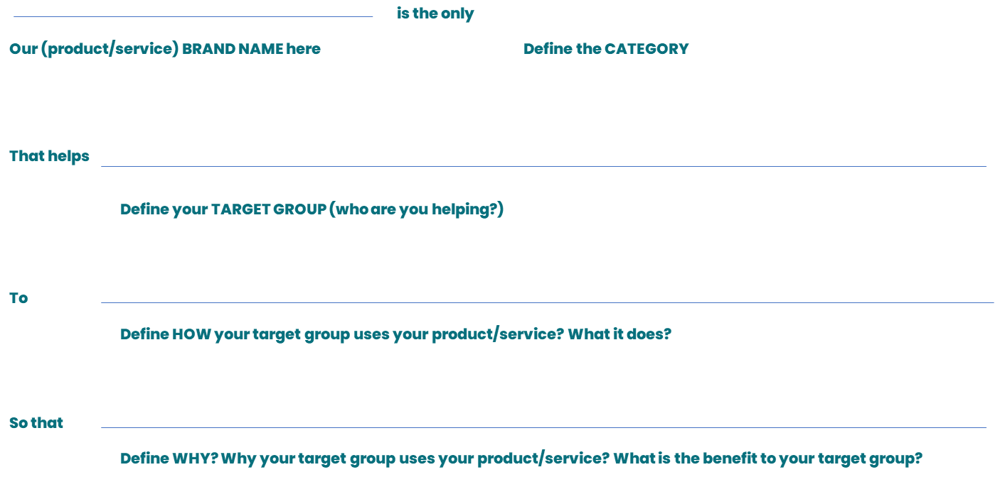 is the only
Our (product/service) BRAND NAME here
Define the CATEGORY
That helps
Define your TARGET GROUP (who are you helping?)
To
Define HOW your target group uses your product/service? What it does?
So that
Define WHY? Why your target group uses your product/service? What is the benefit to your target group?